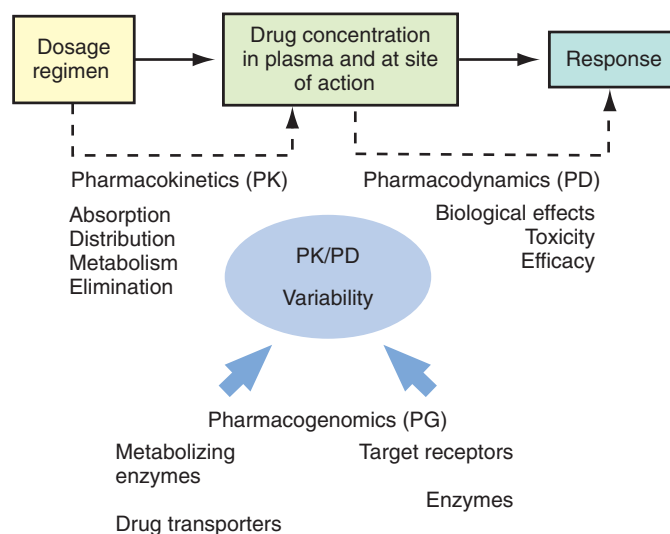 Dosage
regimen
Drug concentration
in plasma and at site
of action
Response
Pharmacokinetics (PK)
Absorption
Distribution
Metabolism
Elimination
Pharmacodynamics (PD)
Biological effects
Toxicity
Efficacy
PK/PD
Variability
Pharmacogenomics (PG)
Metabolizing
enzymes
Drug transporters
Target receptors
Enzymes